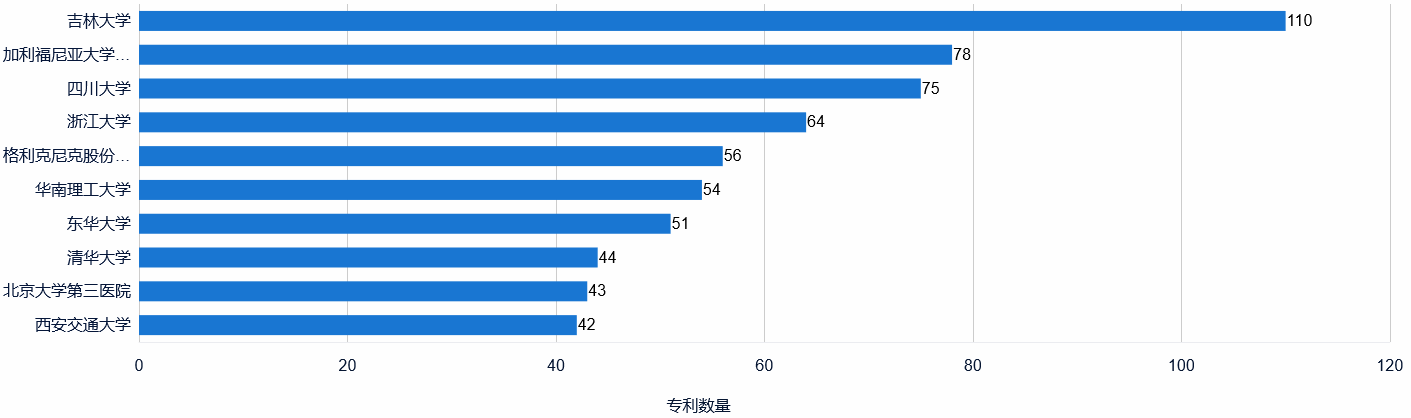 吉林大学 110
加利福尼亚大学... 78
四川大学 75
浙江大学 64
格利克尼克股份... 56
华南理工大学 54
东华大学 51
清华大学 44
北京大学第三医院 43
西安交通大学 42
0 20 40 60 80 100 120
专利数量